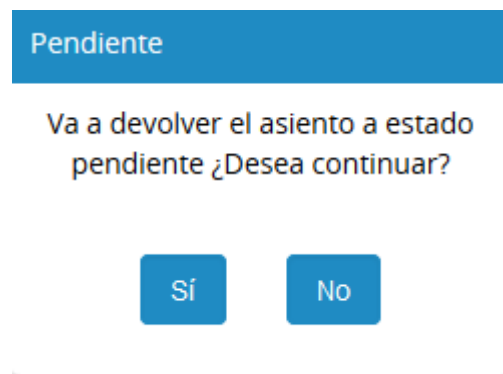 Pendiente
Va a devolver el asiento a estado
pendiente ¿Desea continuar?
Sí
No